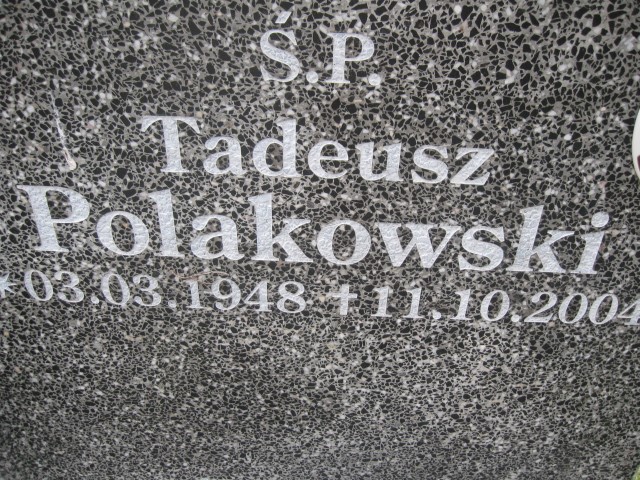 Ś.P.
Tadeusz
Polakowski
*03.03.1948 †11.10.2004